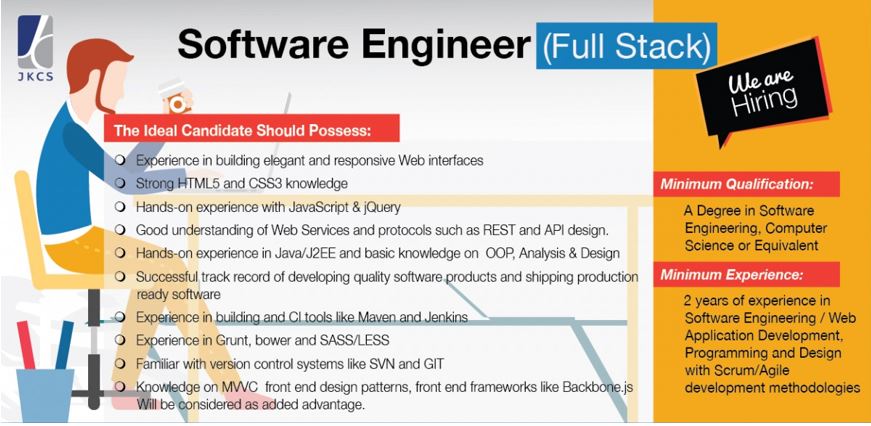 JKCS
Software Engineer (Full Stack)
We are
Hiring
The Ideal Candidate Should Possess:
Experience in building elegant and responsive Web interfaces
Strong HTML5 and CSS3 knowledge
Hands-on experience with JavaScript & jQuery
Good understanding of Web Services and protocols such as REST and API design.
Hands-on experience in Java/J2EE and basic knowledge on OOP, Analysis & Design
Successful track record of developing quality software products and shipping production
ready software
Experience in building and CI tools like Maven and Jenkins
Experience in Grunt, bower and SASS/LESS
Familiar with version control systems like SVN and GIT
Knowledge on MVVC front end design patterns, front end frameworks like Backbone.js
Will be considered as added advantage.
Minimum Qualification:
A Degree in Software
Engineering, Computer
Science or Equivalent
Minimum Experience:
2 years of experience in
Software Engineering / Web
Application Development,
Programming and Design
with Scrum/Agile
development methodologies